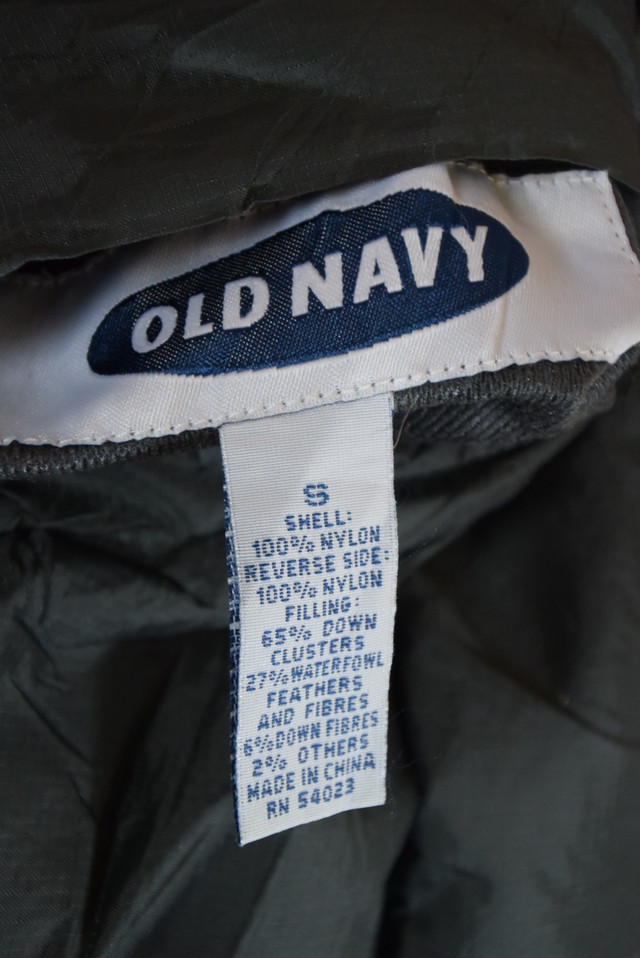 OLD NAVY
S
SHELL:
100% NYLON
REVERSE SIDE:
100% NYLON
FILLING:
65% DOWN
CLUSTERS
27% WATERFOWL
FEATHERS
AND FIBRES
6% DOWN FIBRES
2% OTHERS
MADE IN CHINA
RN 54023